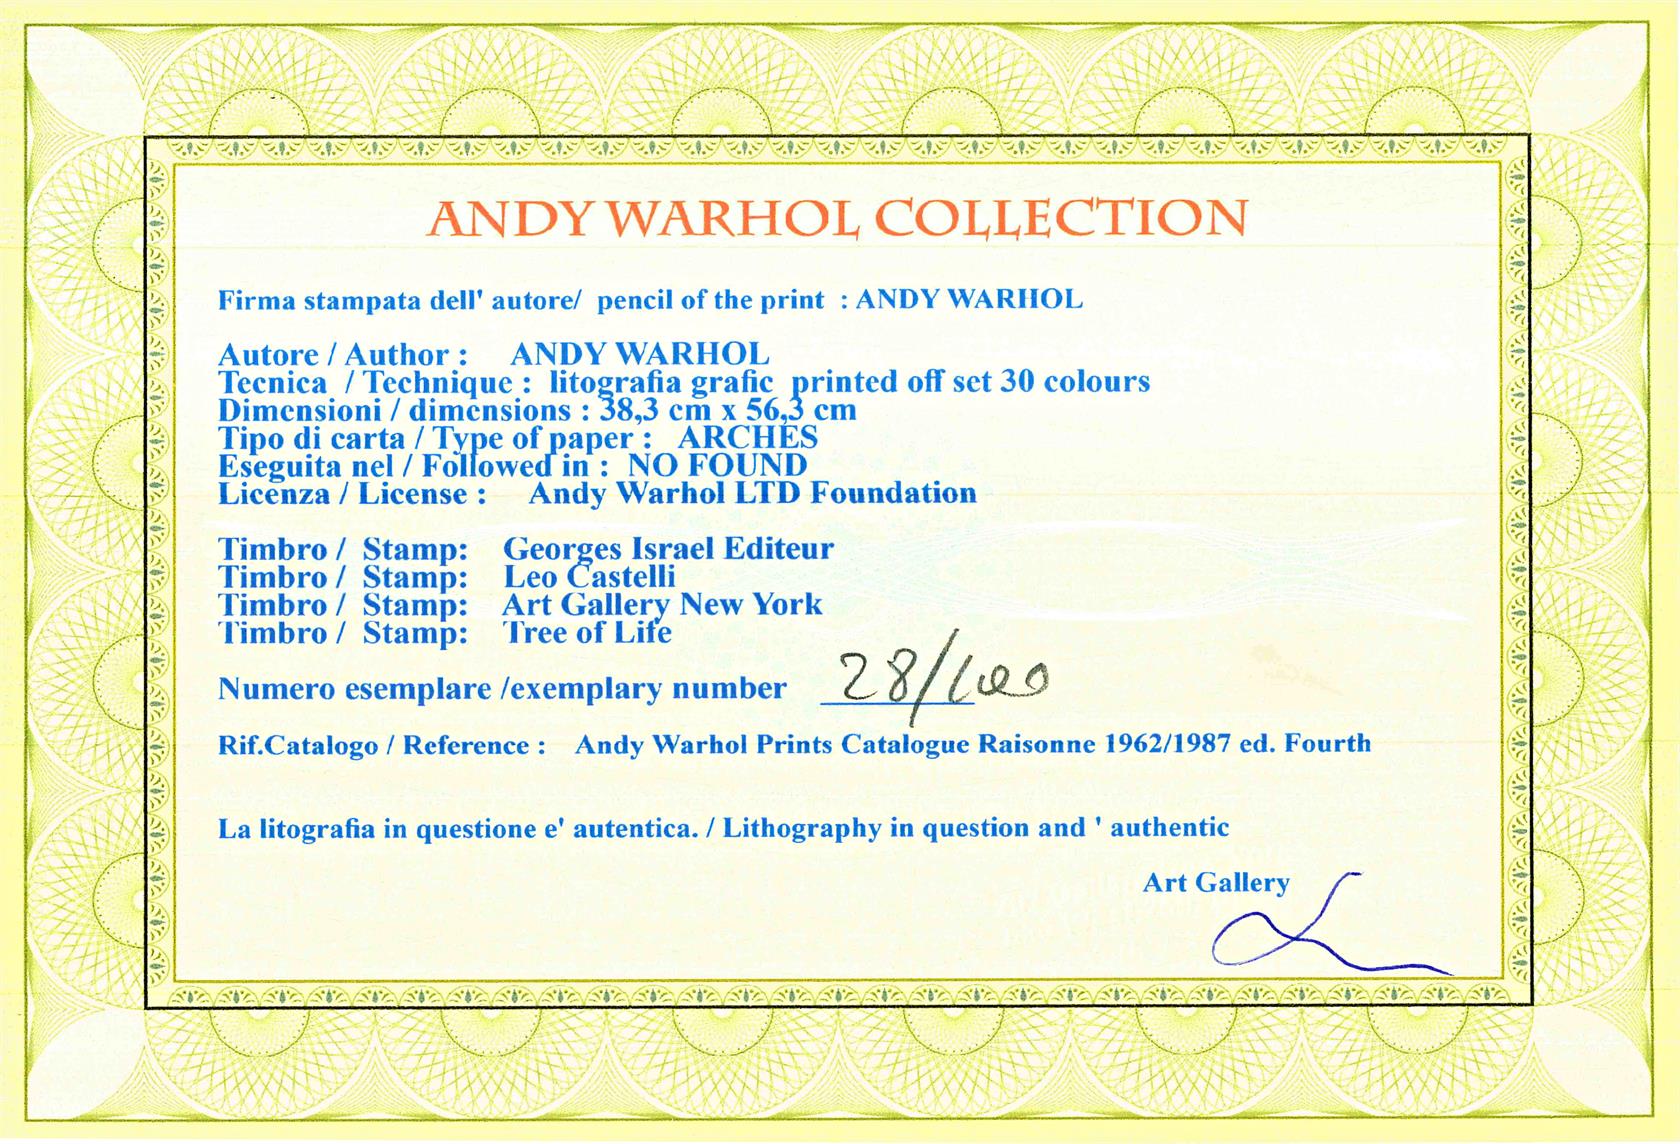 ANDY WARHOL COLLECTION
Firma stampata dell' autore/ pencil of the print : ANDY WARHOL
Autore / Author : ANDY WARHOL
Tecnica / Technique : litografia grafic printed off set 30 colours
Dimensioni / dimensions : 38,3 cm x 56,3 cm
Tipo di carta / Type of paper : ARCHES
Eseguita nel / Followed in : NO FOUND
Licenza / License : Andy Warhol LTD Foundation
Timbro / Stamp: Georges Israel Editeur
Timbro / Stamp: Leo Castelli
Timbro / Stamp: Art Gallery New York
Timbro / Stamp: Tree of Life
Numero esemplare /exemplary number 28/100
Rif.Catalogo / Reference : Andy Warhol Prints Catalogue Raisonne 1962/1987 ed. Fourth
La litografia in questione e' autentica. / Lithography in question and ' authentic
Art Gallery